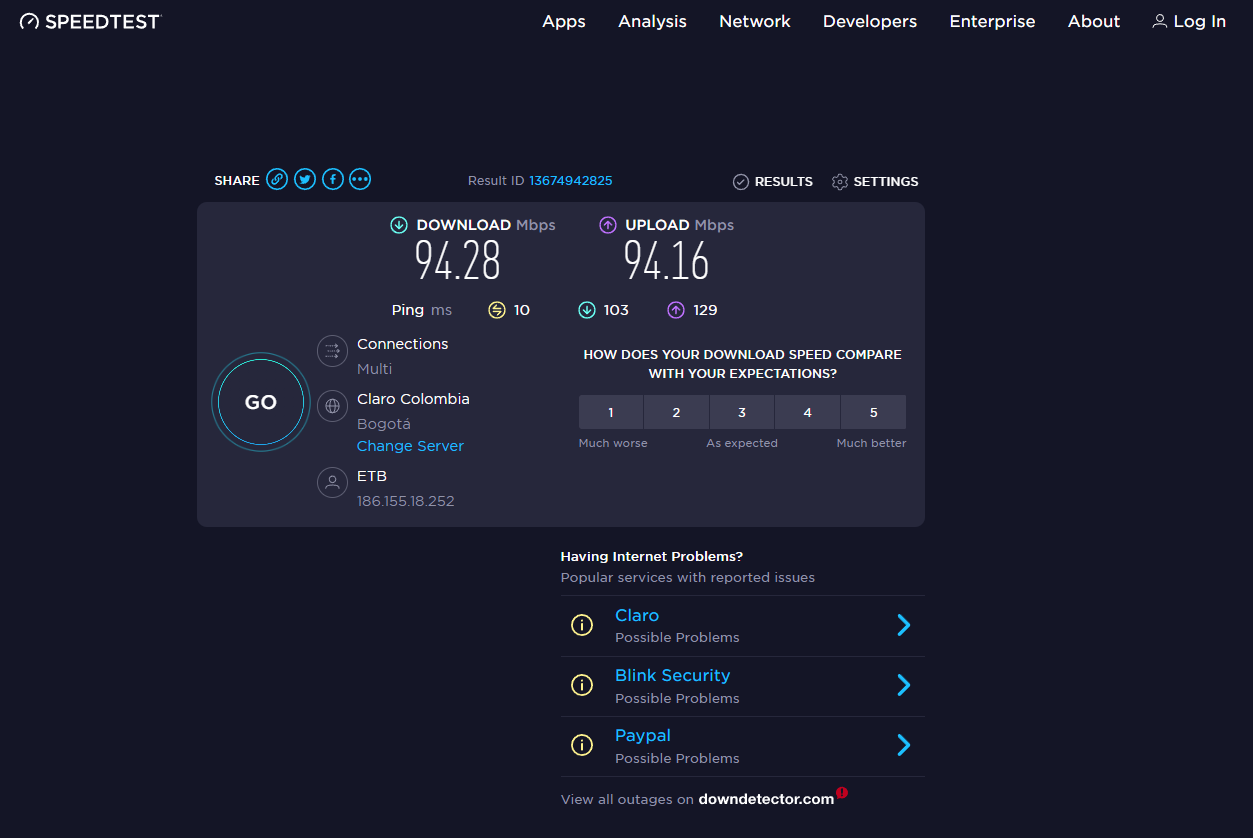 SPEEDTEST
Apps Analysis Network Developers Enterprise About Log In
SHARE Result ID 13674942825 RESULTS SETTINGS
DOWNLOAD Mbps UPLOAD Mbps
94.28 94.16
Ping ms 10 103 129
GO
Connections
Multi
Claro Colombia
Bogotá
Change Server
ETB
186.155.18.252
HOW DOES YOUR DOWNLOAD SPEED COMPARE
WITH YOUR EXPECTATIONS?
1 2 3 4 5
Much worse As expected Much better
Having Internet Problems?
Popular services with reported issues
Claro
Possible Problems
Blink Security
Possible Problems
Paypal
Possible Problems
View all outages on downdetector.com